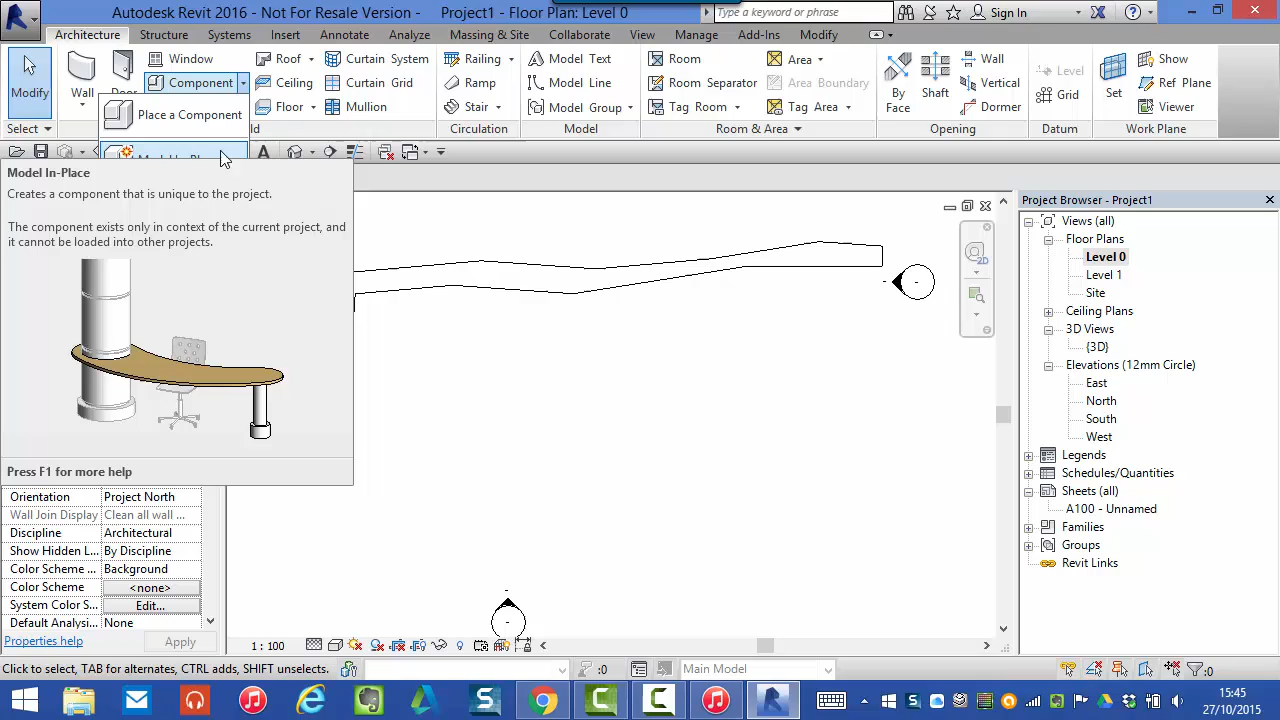 Autodesk Revit 2016 - Not For Resale Version - Project1 - Floor Plan: Level 0
Type a keyword or phrase
Sign In
Architecture Structure Systems Insert Annotate Analyze Massing & Site Collaborate View Manage Add-Ins Modify
Modify
Wall
Door
Window
Component
Place a Component
Roof
Ceiling
Floor
Curtain System
Curtain Grid
Mullion
Railing
Ramp
Stair
Model Text
Model Line
Model Group
Room
Room Separator
Tag Room
Area
Area Boundary
Tag Area
By Face
Shaft
Wall
Vertical
Dormer
Level
Grid
Set
Show
Ref Plane
Viewer
Select
Circulation
Model
Room & Area
Opening
Datum
Work Plane
Model In-Place
Creates a component that is unique to the project.
The component exists only in context of the current project, and
it cannot be loaded into other projects.
Press F1 for more help
2D
Orientation Project North
Wall Join Display Clean all wall ...
Discipline Architectural
Show Hidden L... By Discipline
Color Scheme ... Background
Color Scheme <none>
System Color S... Edit...
Default Analysi... None
Properties help
Apply
1 : 100
Project Browser - Project1
Views (all)
Floor Plans
Level 0
Level 1
Site
Ceiling Plans
3D Views
{3D}
Elevations (12mm Circle)
East
North
South
West
Legends
Schedules/Quantities
Sheets (all)
A100 - Unnamed
Families
Groups
Revit Links
Click to select, TAB for alternates, CTRL adds, SHIFT unselects.
:0
Main Model
:0
15:45
27/10/2015